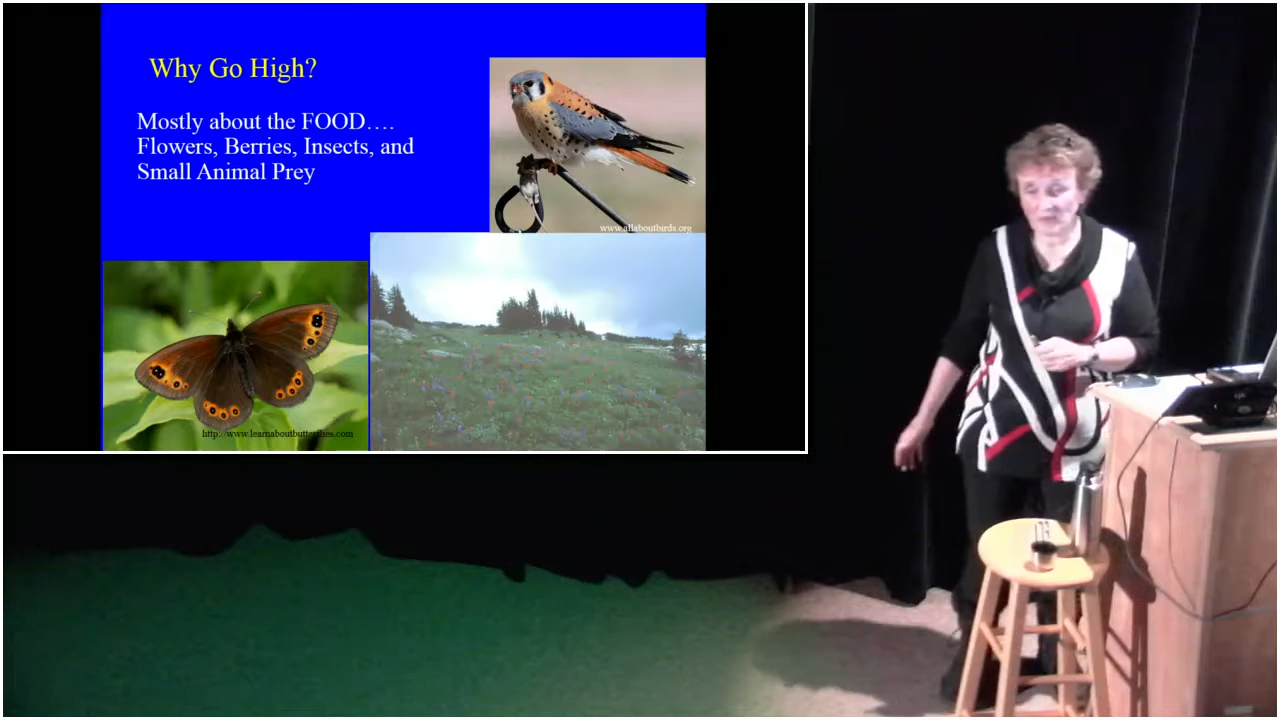 Why Go High?
Mostly about the FOOD….
Flowers, Berries, Insects, and
Small Animal Prey
www.allaboutbirds.org
http://www.learnaboutbutterflies.com